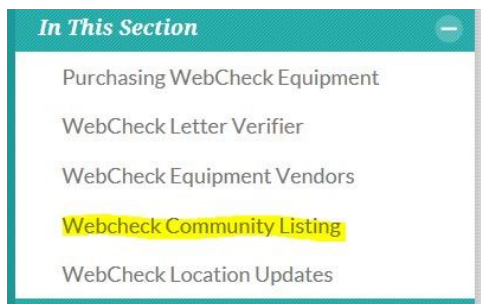 In This Section
Purchasing WebCheck Equipment
WebCheck Letter Verifier
WebCheck Equipment Vendors
Webcheck Community Listing
WebCheck Location Updates